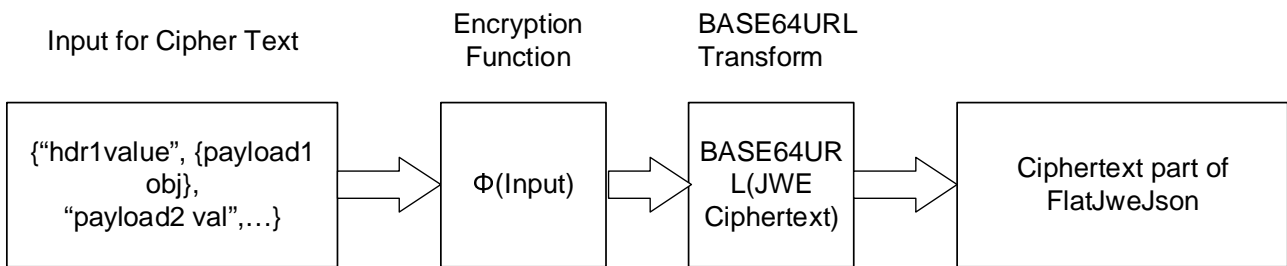 Input for Cipher Text
Encryption
Function
BASE64URL
Transform
{“hdr1value”, {payload1
obj},
“payload2 val”,…}
Φ(Input)
BASE64UR
L(JWE
Ciphertext)
Ciphertext part of
FlatJweJson